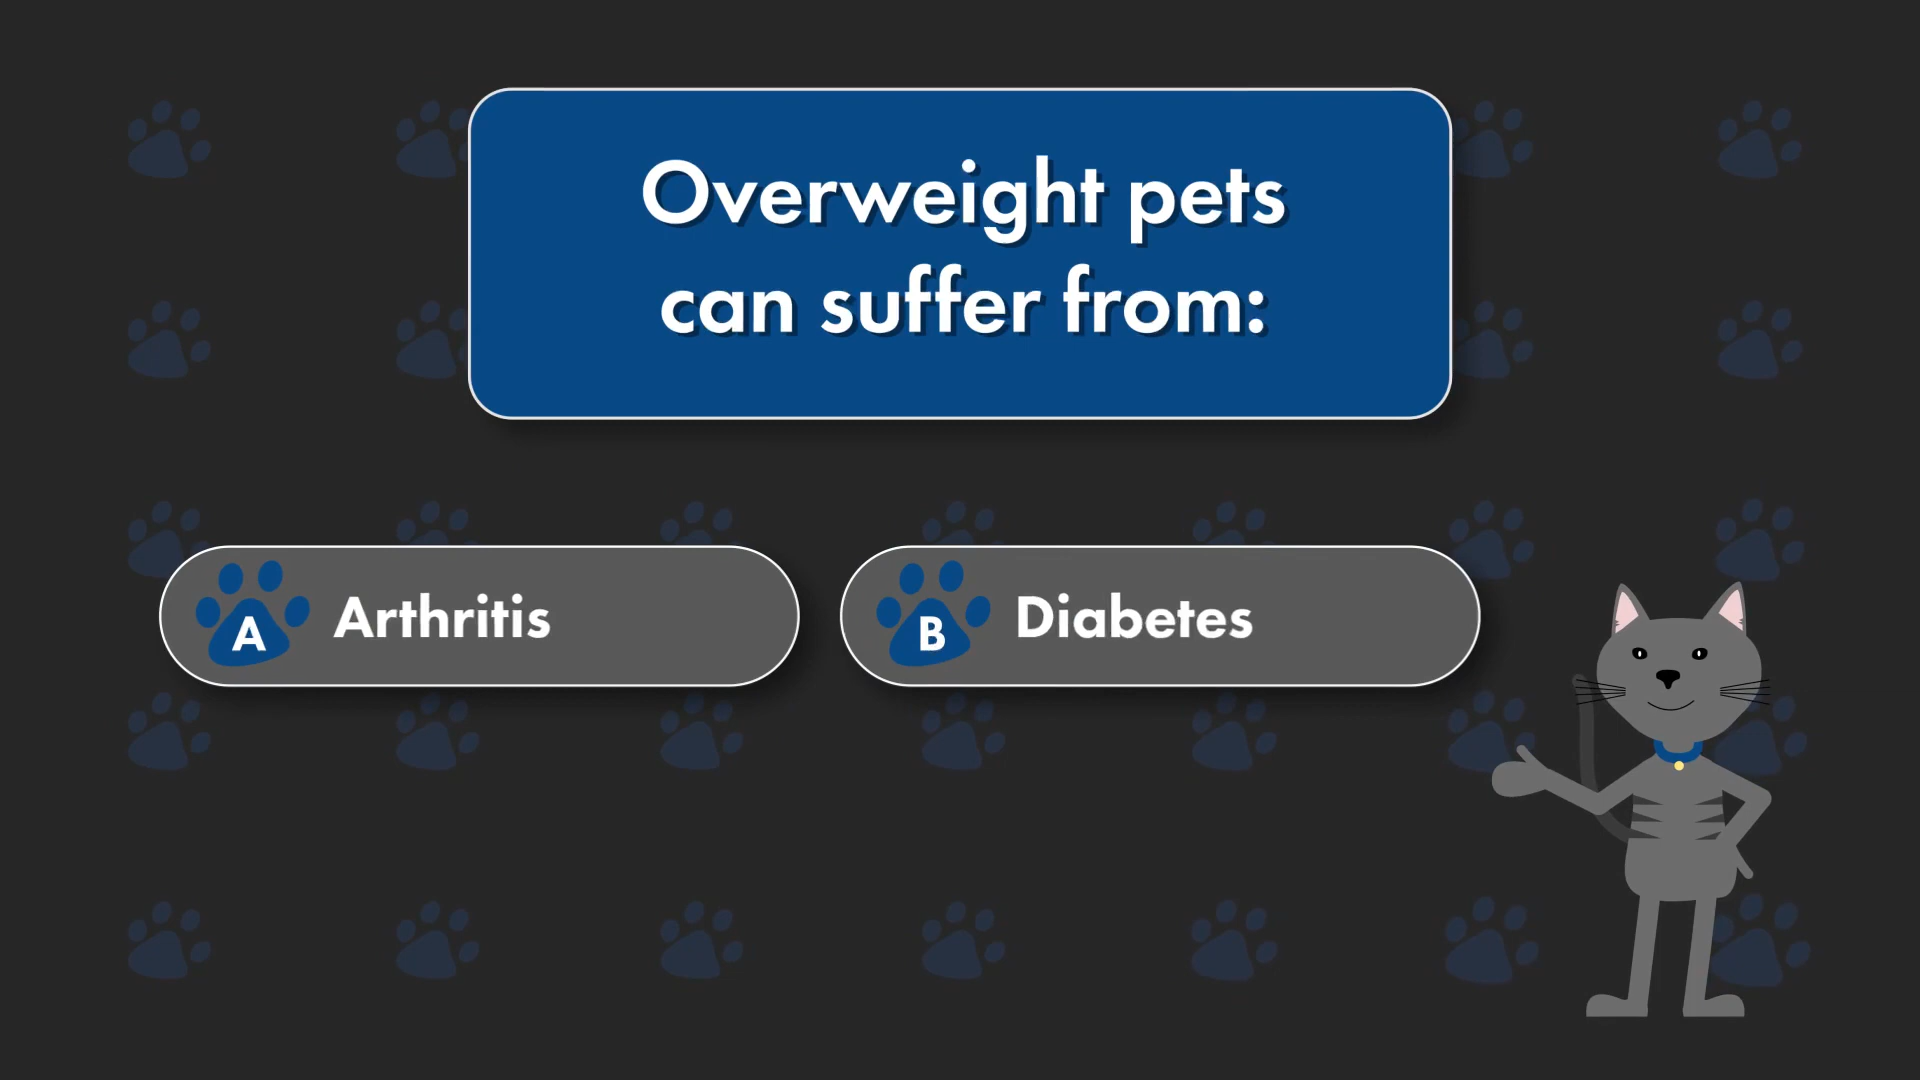 Overweight pets
can suffer from:
A Arthritis
B Diabetes